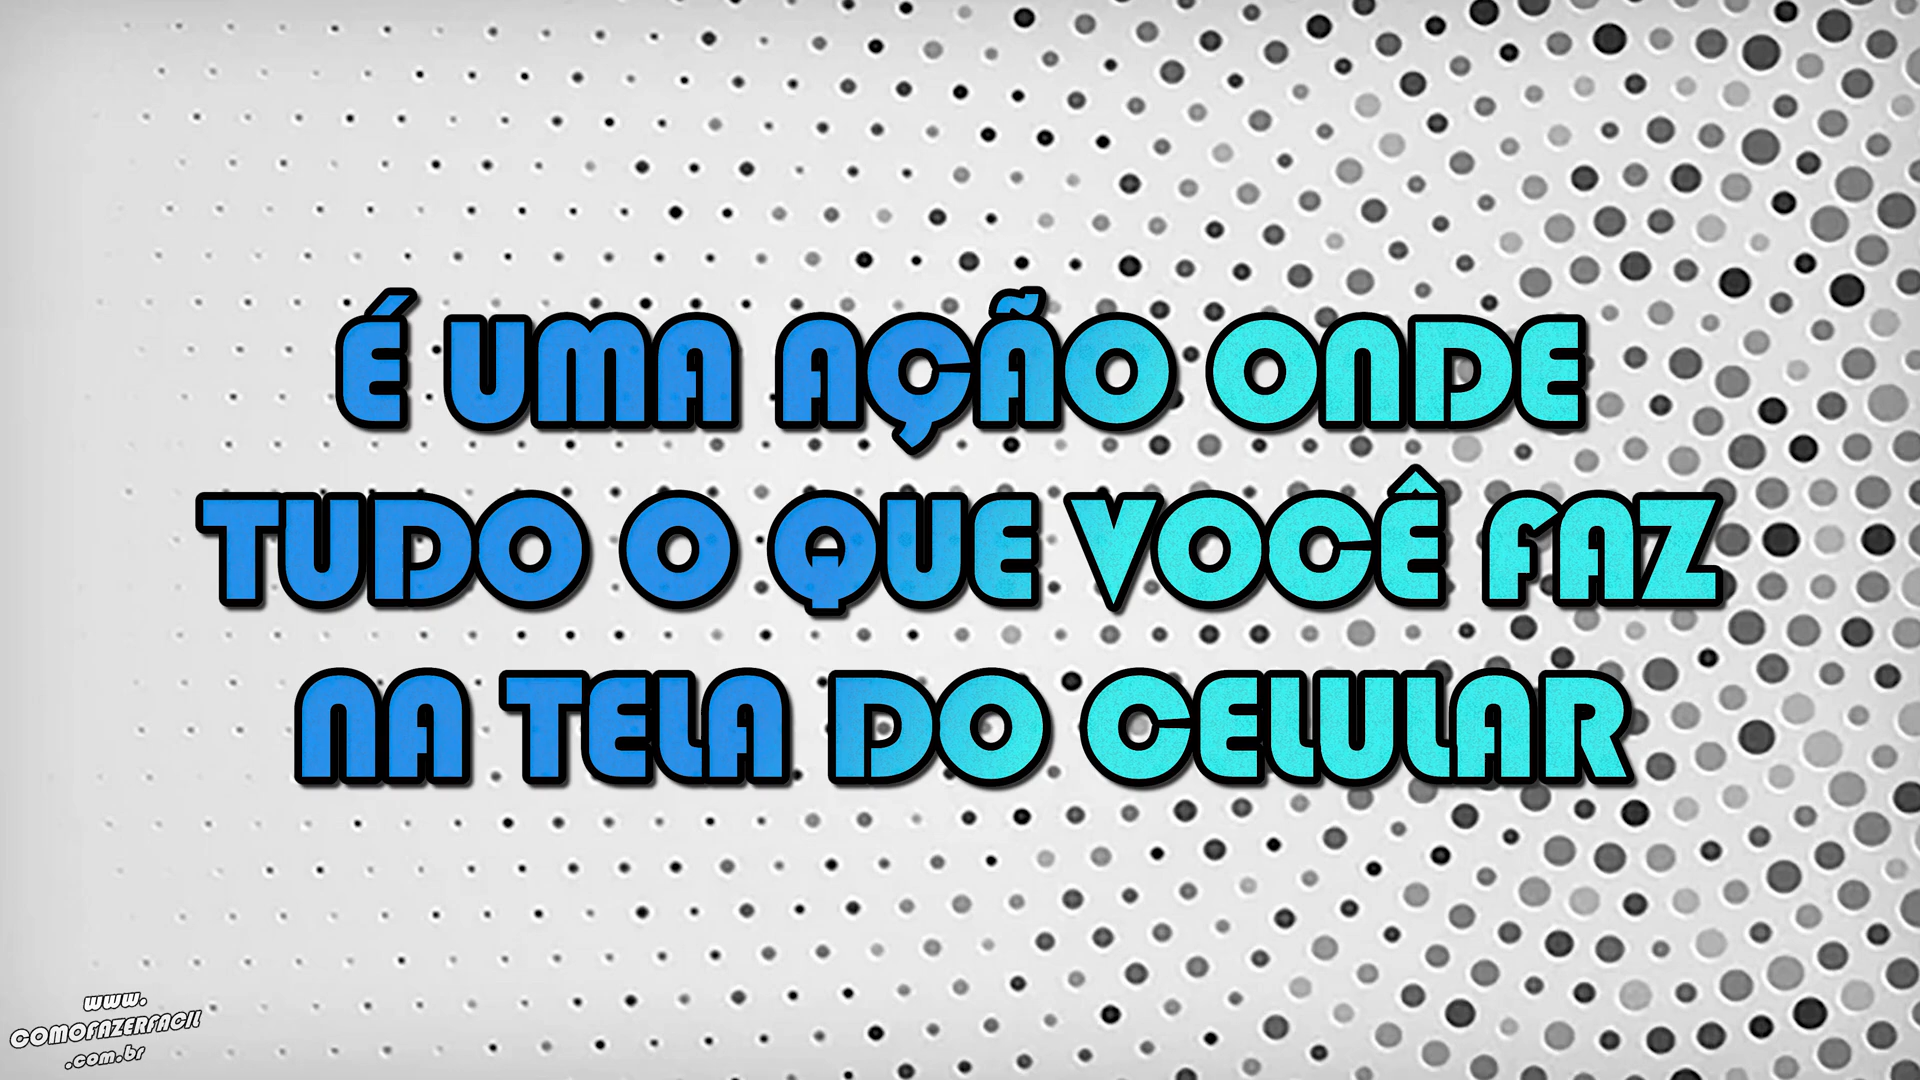 É UMA AÇÃO ONDE
TUDO O QUE VOCÊ FAZ
NA TELA DO CELULAR
www.
COMOFAZERFACIL
.com.br